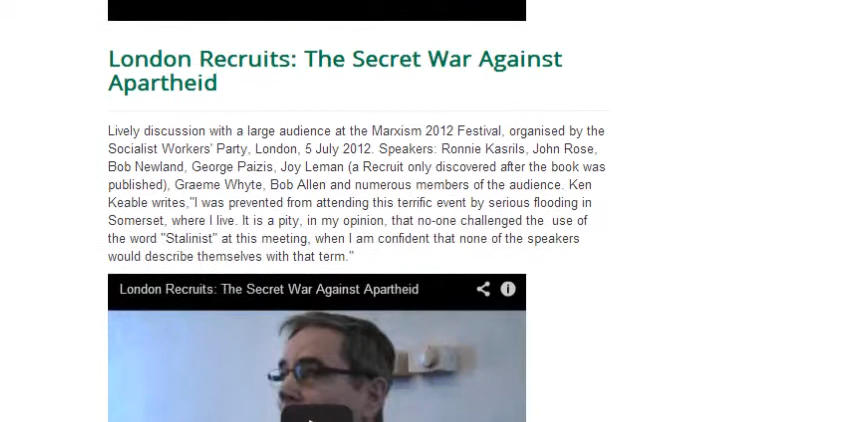 London Recruits: The Secret War Against
Apartheid
Lively discussion with a large audience at the Marxism 2012 Festival, organised by the
Socialist Workers' Party, London, 5 July 2012. Speakers: Ronnie Kasrils, John Rose,
Bob Newland, George Paizis, Joy Leman (a Recruit only discovered after the book was
published), Graeme Whyte, Bob Allen and numerous members of the audience. Ken
Keable writes,"I was prevented from attending this terrific event by serious flooding in
Somerset, where I live. It is a pity, in my opinion, that no-one challenged the use of
the word "Stalinist" at this meeting, when I am confident that none of the speakers
would describe themselves with that term."
London Recruits: The Secret War Against Apartheid